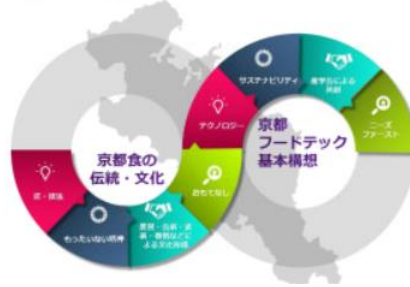 京都食の
伝統・文化
もったいない精神
おもてなし
テクノロジー
サステナビリティ
産学公による
共創
ニーズ
ファースト
京都
フードテック
基本構想